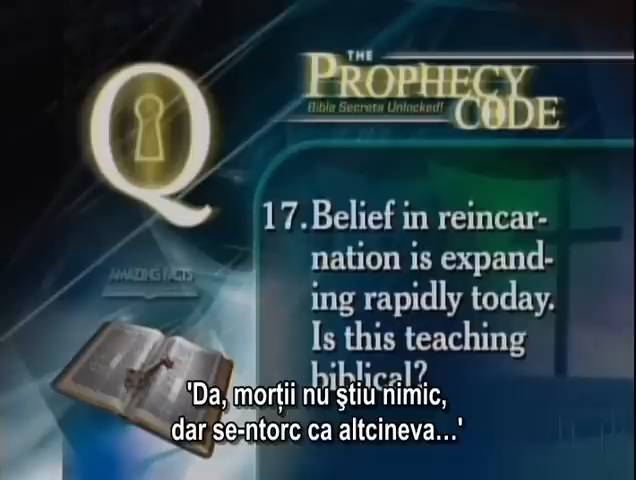 Q
THE
PROPHECY
Bible Secrets Unlocked!
CODE
17. Belief in reincar-
nation is expand-
ing rapidly today.
Is this teaching
biblical?
AMAZING FACTS
'Da, morţii nu ştiu nimic,
dar se-ntorc ca altcineva...'